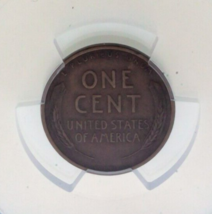 ONE
CENT
UNITED STATES
OF AMERICA